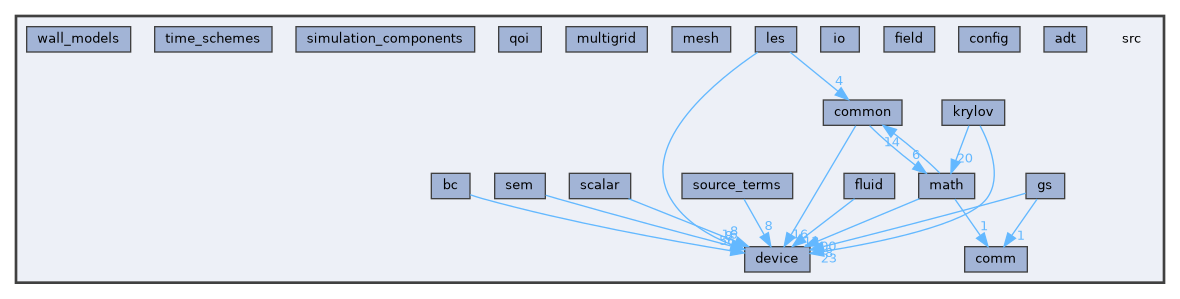 wall_models time_schemes simulation_components qoi multigrid mesh les io field config adt src
4
common krylov
14 6 20
bc sem scalar source_terms fluid math gs
8 16 1 1
23
device comm